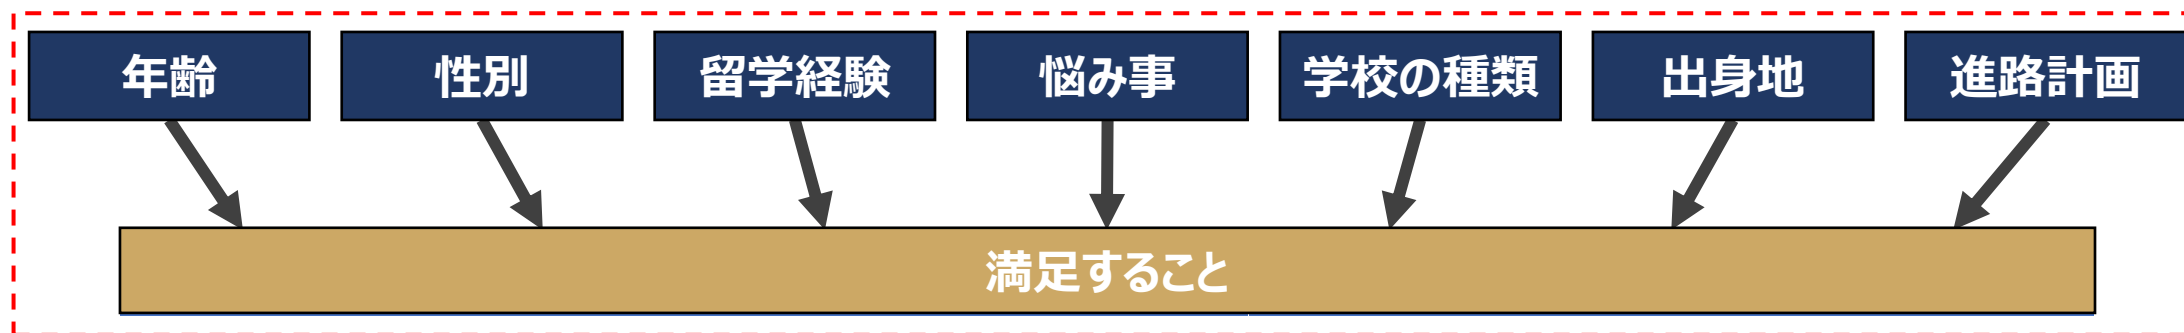 年齢
性別
留学経験
悩み事
学校の種類
出身地
進路計画
満足すること